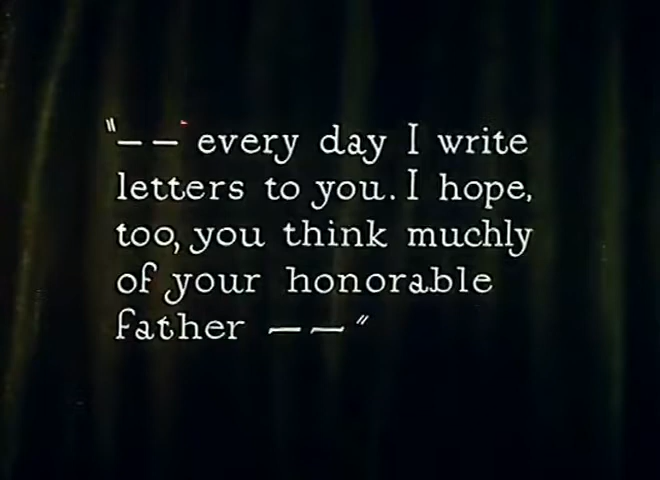 "—— every day I write
letters to you. I hope,
too, you think muchly
of your honorable
father ——"